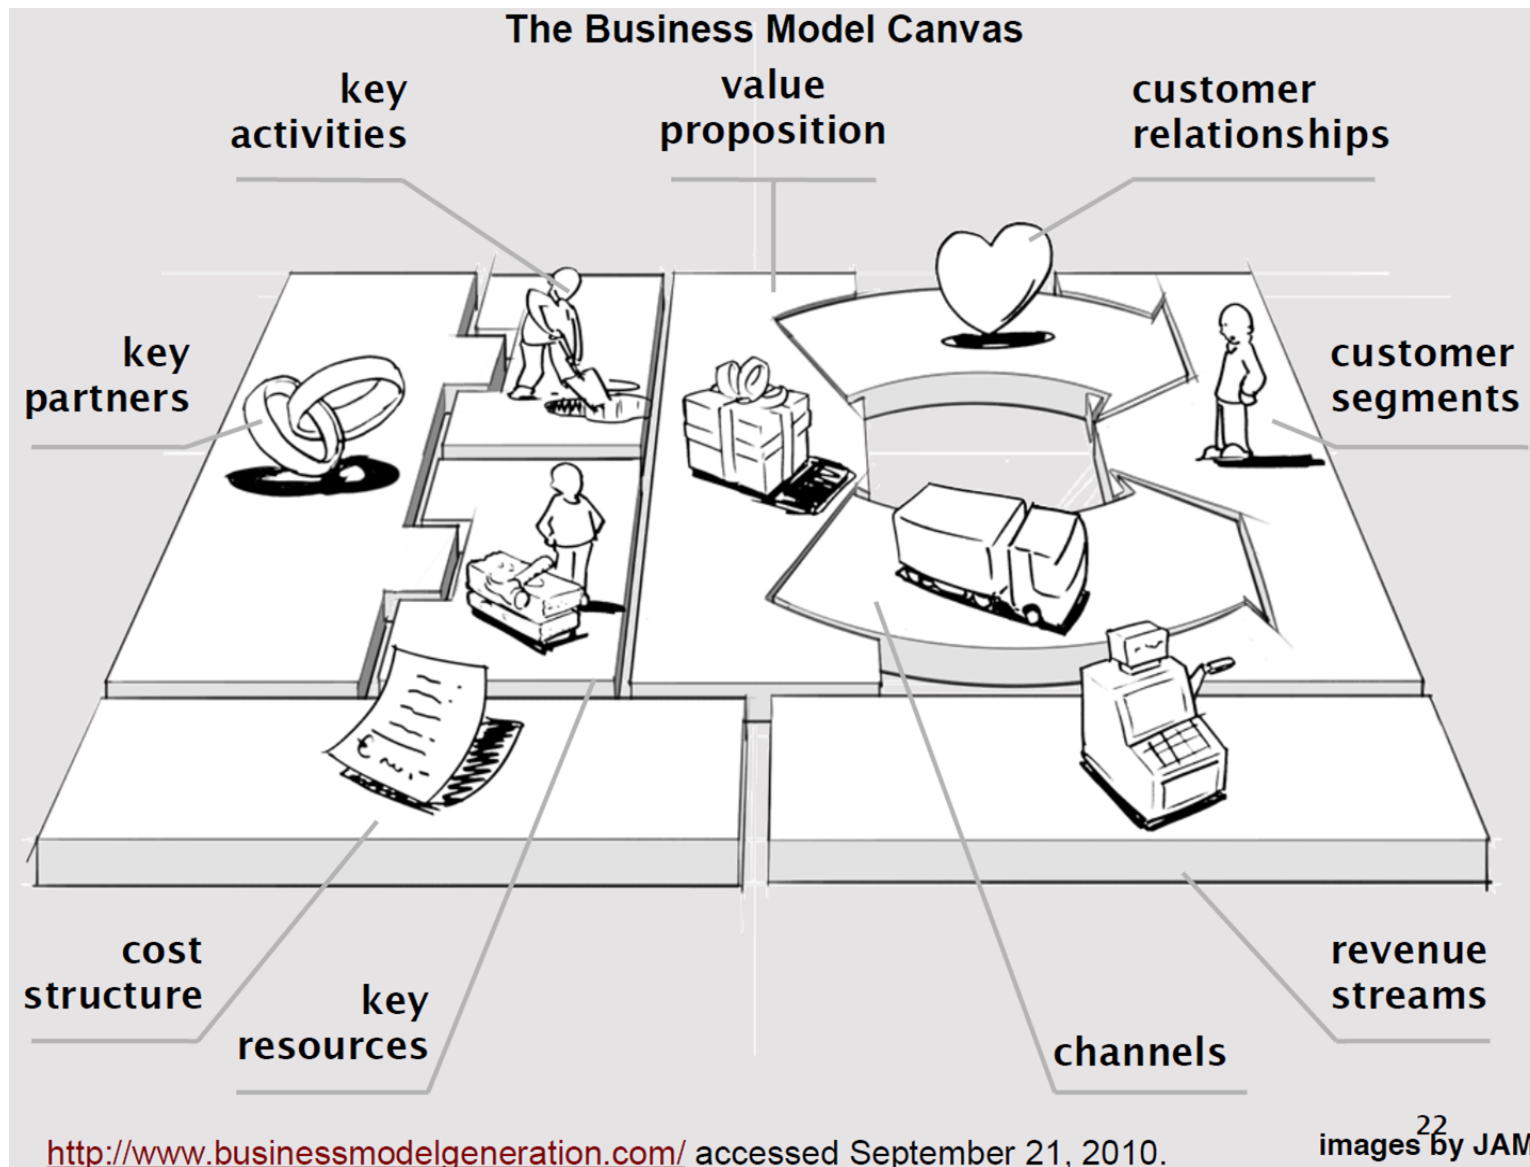 The Business Model Canvas
key
activities
value
proposition
customer
relationships
key
partners
customer
segments
cost
structure
key
resources
channels
revenue
streams
22
http://www.businessmodelgeneration.com/ accessed September 21, 2010.
images by JAM